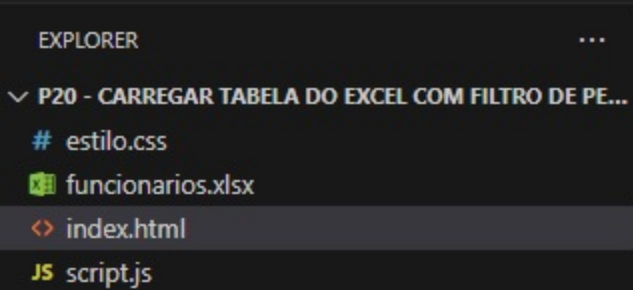 EXPLORER ...
P20 - CARREGAR TABELA DO EXCEL COM FILTRO DE PE...
# estilo.css
funcionarios.xlsx
<> index.html
JS script.js